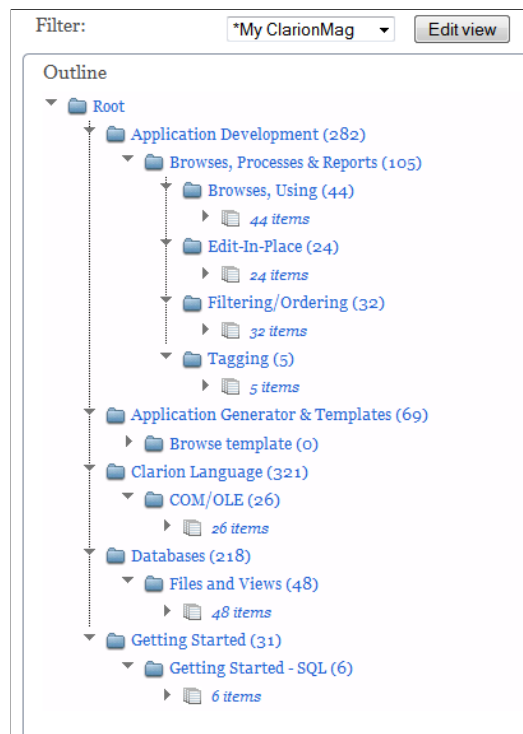 Filter:
*My ClarionMag
Edit view
Outline
Root
Application Development (282)
Browses, Processes & Reports (105)
Browses, Using (44)
44 items
Edit-In-Place (24)
24 items
Filtering/Ordering (32)
32 items
Tagging (5)
5 items
Application Generator & Templates (69)
Browse template (0)
Clarion Language (321)
COM/OLE (26)
26 items
Databases (218)
Files and Views (48)
48 items
Getting Started (31)
Getting Started - SQL (6)
6 items